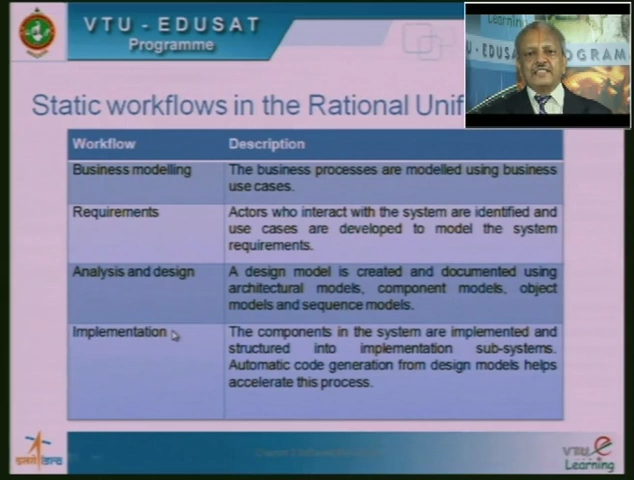 VTU - EDUSAT
Programme
Learning
U - EDUSA
PROGRAM
Static workflows in the Rational Unif
Workflow Description
Business modelling The business processes are modelled using business
use cases.
Requirements Actors who interact with the system are identified and
use cases are developed to model the system
requirements.
Analysis and design A design model is created and documented using
architectural models, component models, object
models and sequence models.
Implementation The components in the system are implemented and
structured into implementation sub-systems.
Automatic code generation from design models helps
accelerate this process.
VTU e
Learning